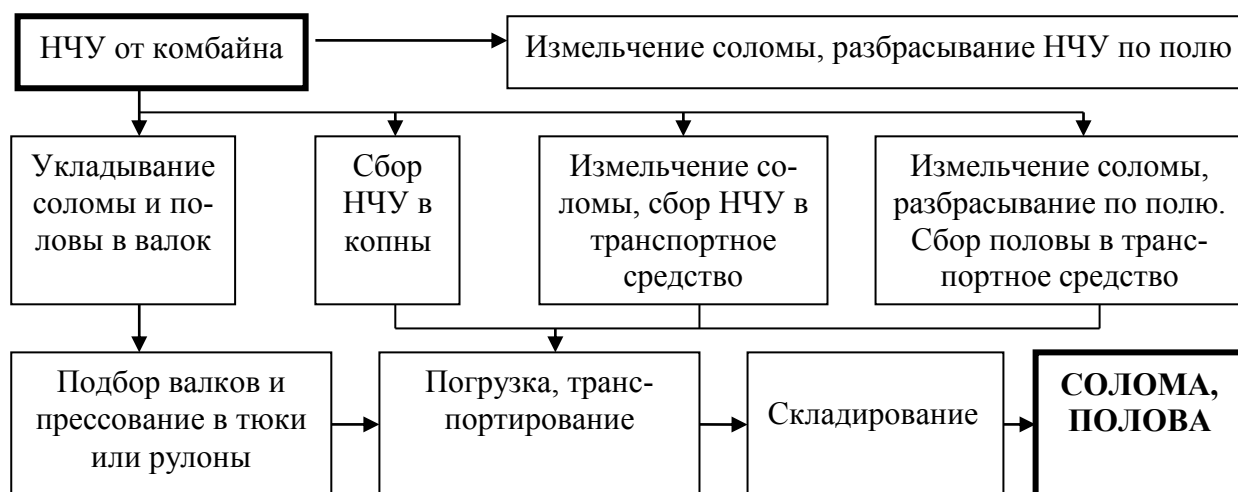 НЧУ от комбайна
Измельчение соломы, разбрасывание НЧУ по полю
Укладывание
соломы и по-
ловы в валок
Сбор
НЧУ в
копны
Измельчение со-
ломы, сбор НЧУ в
транспортное
средство
Измельчение соломы,
разбрасывание по полю.
Сбор половы в транс-
портное средство
Подбор валков и
прессование в тюки
или рулоны
Погрузка, транс-
портирование
Складирование
СОЛОМА,
ПОЛОВА